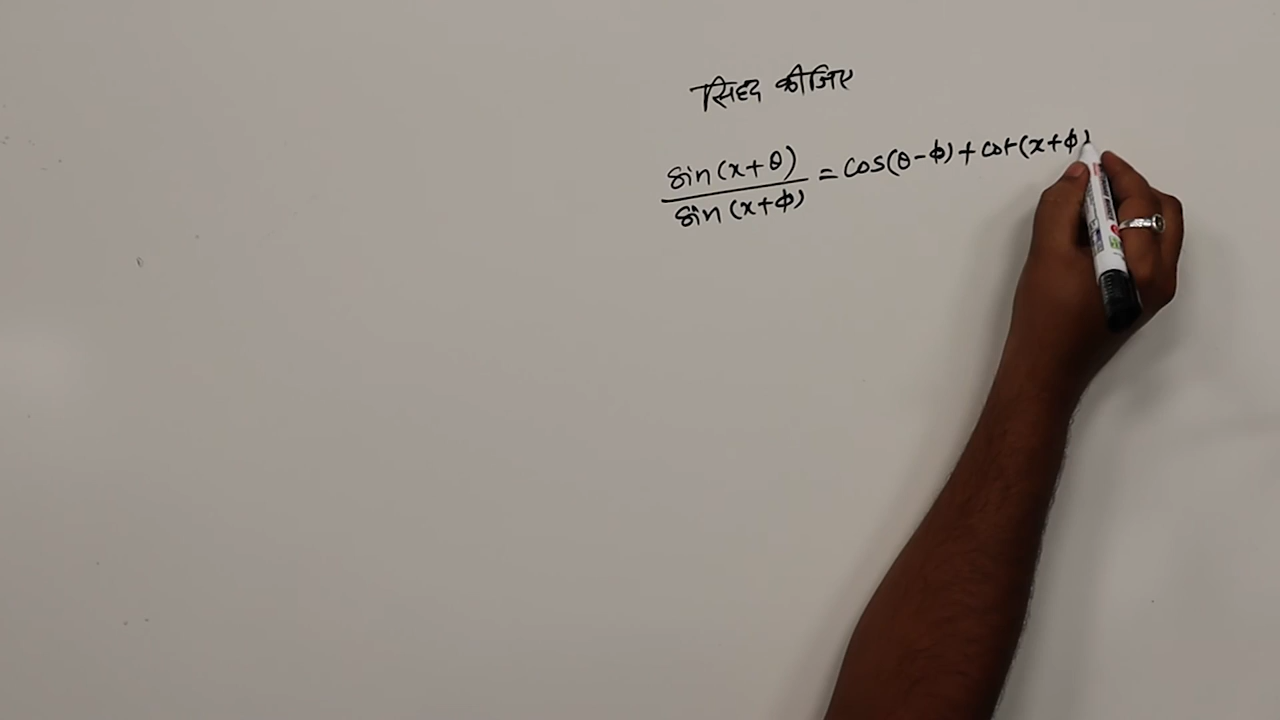 सिद्ध कीजिए
sin(x+θ)/sin(x+ϕ) = cos(θ-ϕ)+cot(x+ϕ)